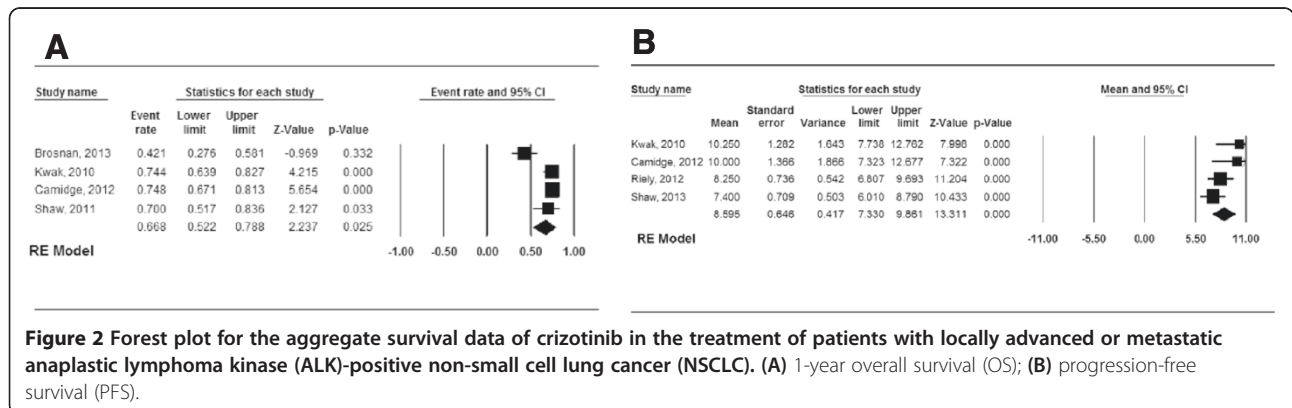 A
Study name Statistics for each study Event rate and 95% CI
Event rate Lower limit Upper limit Z-Value p-Value
Brosnan, 2013 0.421 0.276 0.581 -0.969 0.332
Kwak, 2010 0.744 0.639 0.827 4.215 0.000
Camidge, 2012 0.748 0.671 0.813 5.654 0.000
Shaw, 2011 0.700 0.517 0.836 2.127 0.033
0.668 0.522 0.788 2.237 0.025
RE Model -1.00 -0.50 0.00 0.50 1.00
B
Study name Statistics for each study Mean and 95% CI
Mean Standard error Variance Lower limit Upper limit Z-Value p-Value
Kwak, 2010 10.250 1.282 1.643 7.738 12.762 7.998 0.000
Camidge, 2012 10.000 1.366 1.866 7.323 12.677 7.322 0.000
Riely, 2012 8.250 0.736 0.542 6.807 9.693 11.204 0.000
Shaw, 2013 7.400 0.709 0.503 6.010 8.790 10.433 0.000
8.595 0.646 0.417 7.330 9.861 13.311 0.000
RE Model -11.00 -5.50 0.00 5.50 11.00
Figure 2 Forest plot for the aggregate survival data of crizotinib in the treatment of patients with locally advanced or metastatic
anaplastic lymphoma kinase (ALK)-positive non-small cell lung cancer (NSCLC). (A) 1-year overall survival (OS); (B) progression-free
survival (PFS).